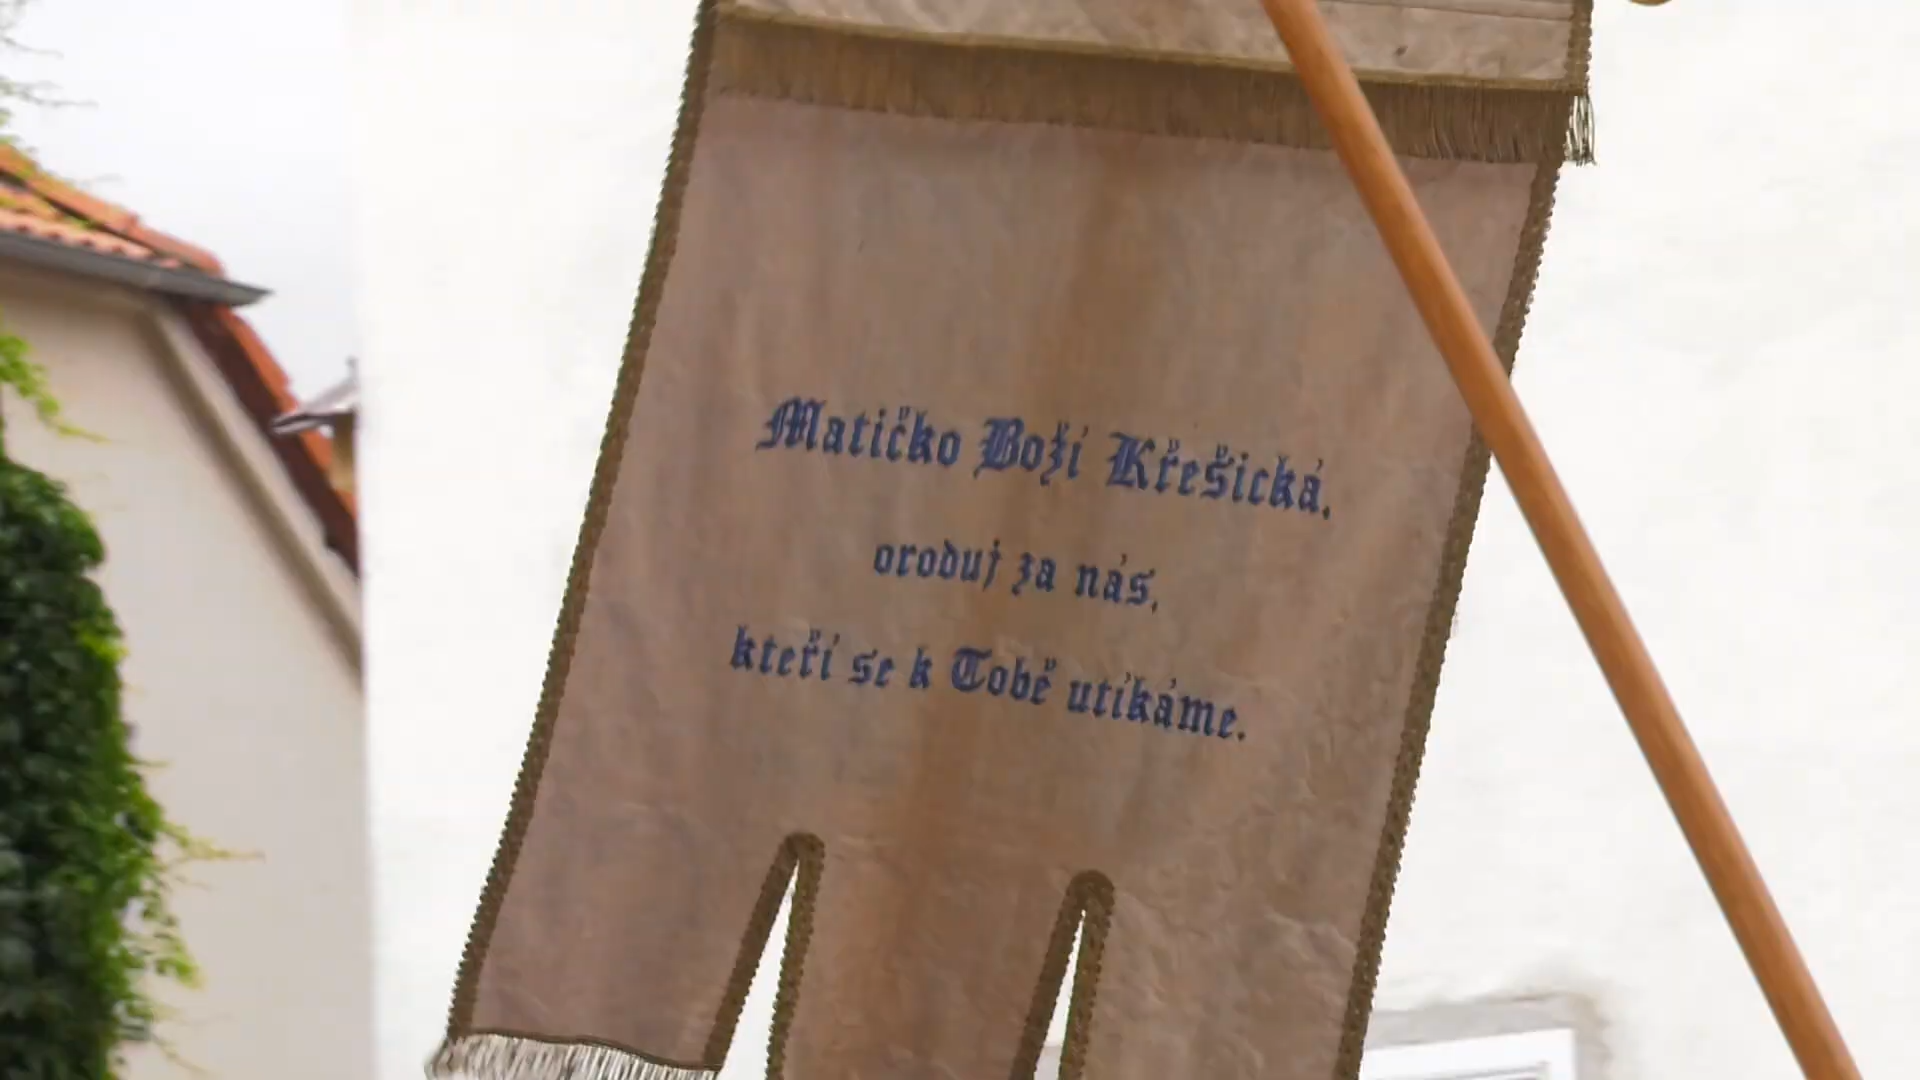 Matičko Boží Křešická,
oroduj za nás,
kteří se k Tobě utíkáme.